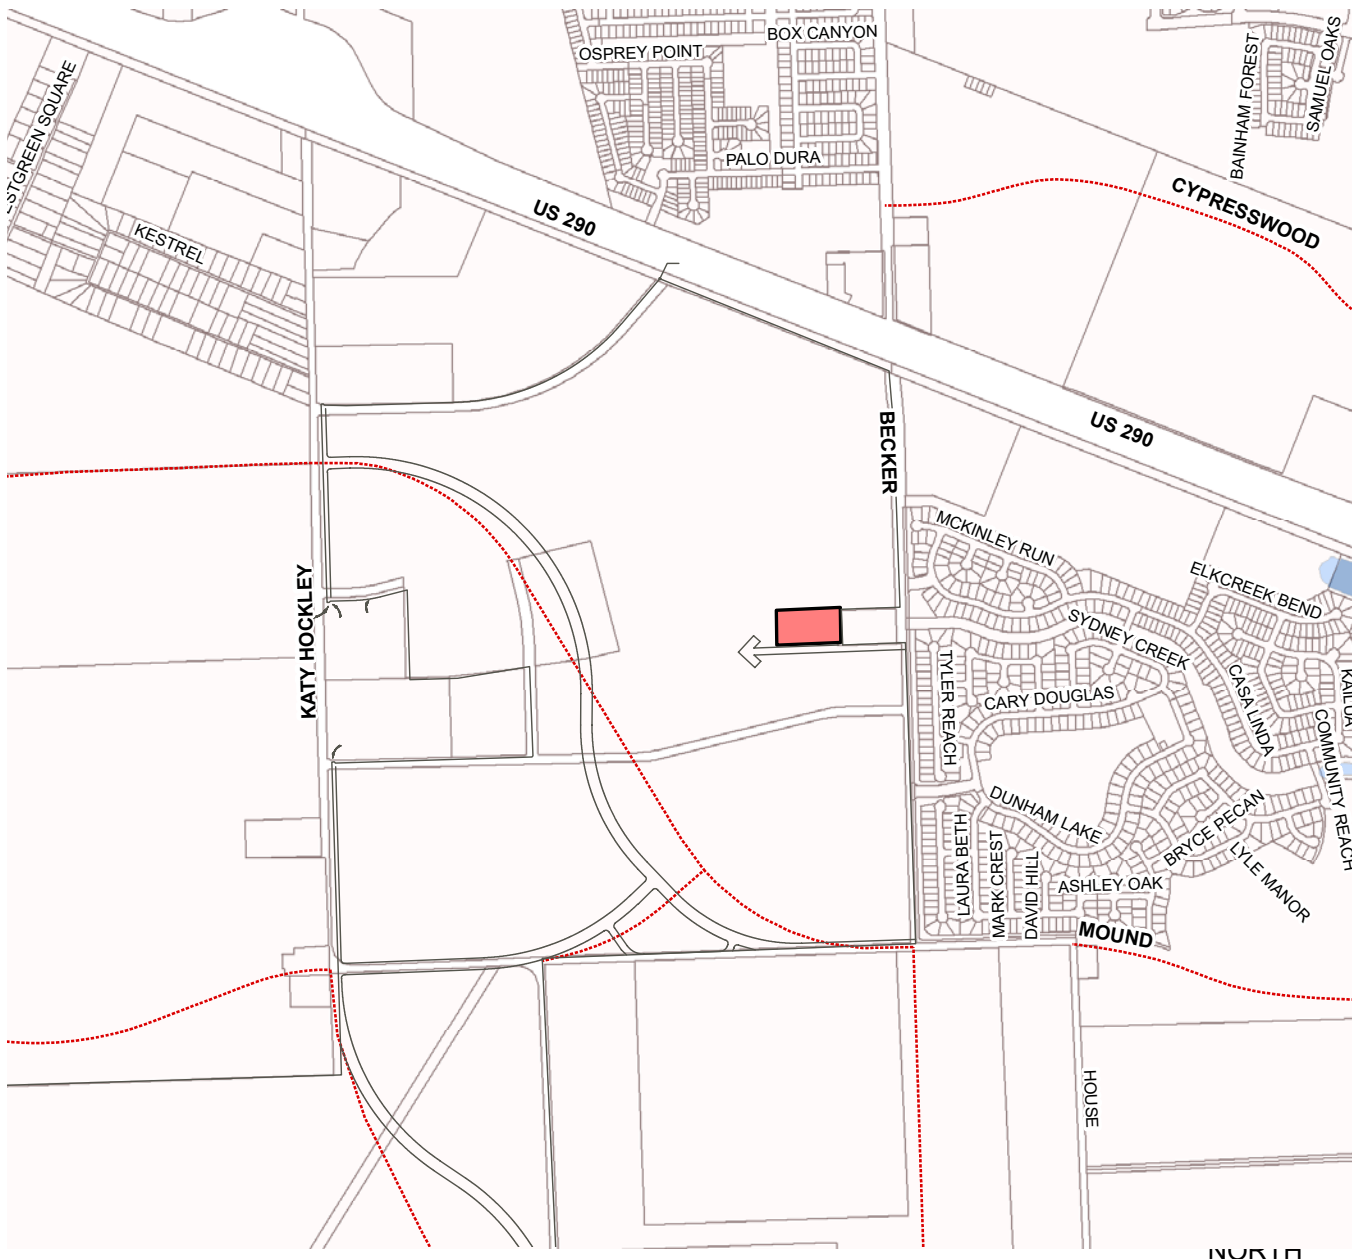 BOX CANYON
OSPREY POINT
SAMUEL OAKS
BAINHAM FOREST
PALO DURA
CYPRESSWOOD
US 290
KESTREL
US 290
BECKER
MCKINLEY RUN
ELKCREEK BEND
KATY HOCKLEY
SYDNEY CREEK
TYLER REACH
CARY DOUGLAS
CASA LINDA
KAILUA
COMMUNITY REACH
DUNHAM LAKE
BRYCE PECAN
LYLE MANOR
LAURA BETH
MARK CREST
DAVID HILL
ASHLEY OAK
MOUND
HOUSE
NORTH